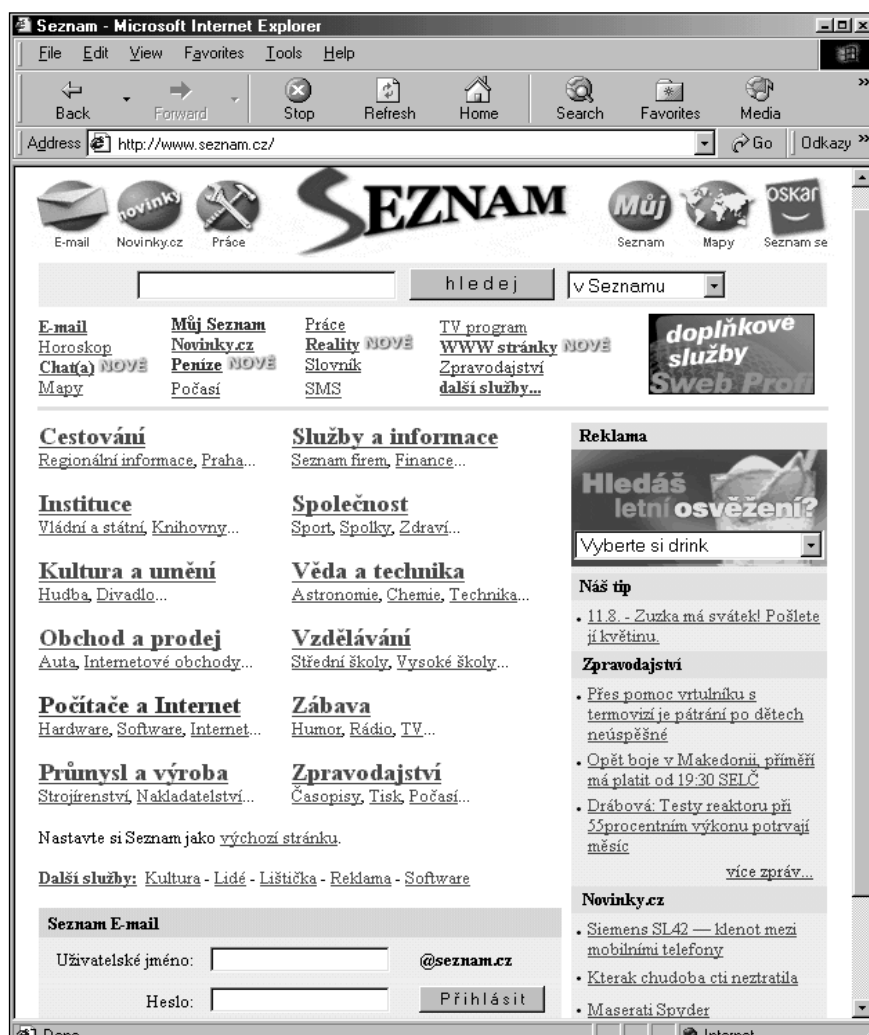 Seznam - Microsoft Internet Explorer
File Edit View Favorites Tools Help
Back Forward Stop Refresh Home Search Favorites Media »
Address http://www.seznam.cz/ Go Odkazy »
novinky SEZNAM Můj oskar
E-mail Novinky.cz Práce Seznam Mapy Seznam se
hledej v Seznamu
E-mail Můj Seznam Práce TV program
Horoskop Novinky.cz Reality NOVÉ WWW stránky NOVÉ
Chat(a) NOVÉ Peníze NOVÉ Slovník Zpravodajství
Mapy Počasí SMS další služby...
doplňkové
služby
Sweb Profi
Cestování
Regionální informace, Praha...
Služby a informace
Seznam firem, Finance...
Instituce
Vládní a státní, Knihovny...
Společnost
Sport, Spolky, Zdraví...
Kultura a umění
Hudba, Divadlo...
Věda a technika
Astronomie, Chemie, Technika...
Obchod a prodej
Auta, Internetové obchody...
Vzdělávání
Střední školy, Vysoké školy...
Počítače a Internet
Hardware, Software, Internet...
Zábava
Humor, Rádio, TV...
Průmysl a výroba
Strojírenství, Nakladatelství...
Zpravodajství
Časopisy, Tisk, Počasí...
Nastavte si Seznam jako výchozí stránku.
Další služby: Kultura - Lidé - Lištička - Reklama - Software
Seznam E-mail
Uživatelské jméno: @seznam.cz
Heslo: Přihlásit
Reklama
Hledáš
letní osvěžení?
Vyberte si drink
Náš tip
• 11.8. - Zuzka má svátek! Pošlete
jí květinu.
Zpravodajství
• Přes pomoc vrtulníku s
termovizí je pátrání po dětech
neúspěšné
• Opět boje v Makedonii, příměří
má platit od 19:30 SELČ
• Drábová: Testy reaktoru při
55procentním výkonu potrvají
měsíc
více zpráv...
Novinky.cz
• Siemens SL42 — klenot mezi
mobilními telefony
• Kterak chudoba cti neztratila
• Maserati Spyder
Done Internet